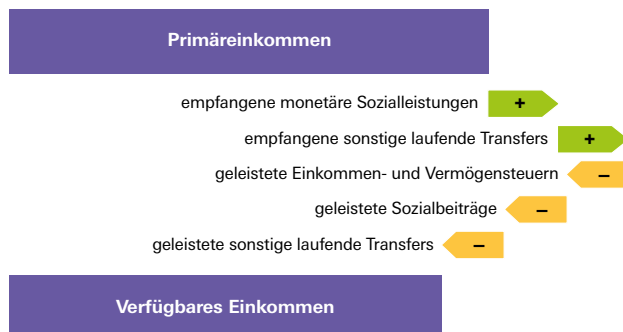 Primäreinkommen
empfangene monetäre Sozialleistungen +
empfangene sonstige laufende Transfers +
geleistete Einkommen- und Vermögensteuern –
geleistete Sozialbeiträge –
geleistete sonstige laufende Transfers –
Verfügbares Einkommen